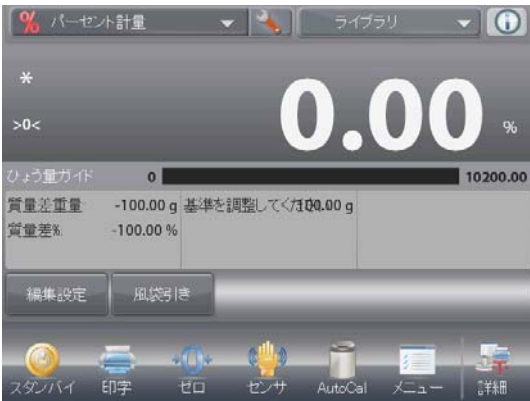 % パーセント計量 ライブラリ
*
>0<
0.00 %
ひょう量ガイド 0 10200.00
質量差重量 -100.00 g 基準を調整してください 100.00 g
質量差% -100.00 %
編集設定 風袋引き
スタンバイ 印字 ゼロ センサ AutoCal メニュー 詳細